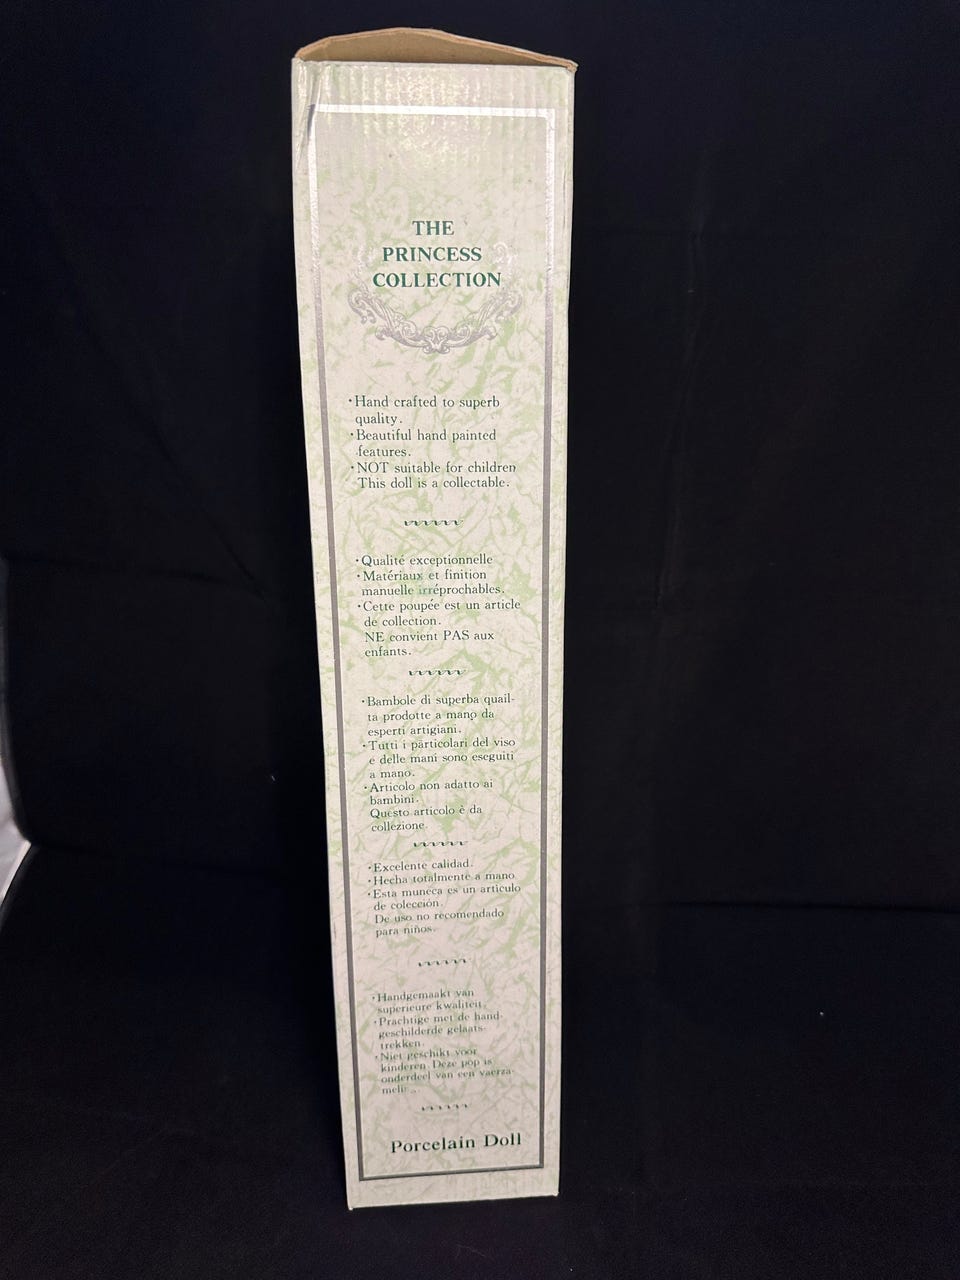 THE
PRINCESS
COLLECTION
·Hand crafted to superb
quality.
·Beautiful hand painted
features.
·NOT suitable for children
This doll is a collectable.
·Qualité exceptionnelle
·Matériaux et finition
manuelle irréprochables.
·Cette poupée est un article
de collection.
NE convient PAS aux
enfants.
·Bambole di superba quail-
ta prodotte a mano da
esperti artigiani.
·Tutti i particolari del viso
e delle mani sono eseguiti
a mano.
·Articolo non adatto ai
bambini.
Questo articolo è da
collezione.
·Excelente calidad.
·Hecha totalmente a mano
·Esta muneca es un articulo
de colección.
De uso no recomendado
para niños.
·Handgemaakt van
superieure kwaliteit.
·Prachtige met de hand-
geschilderde gelaats-
trekken.
·Niet geschikt voor
kinderen. Deze pop is
onderdeel van een
Porcelain Doll